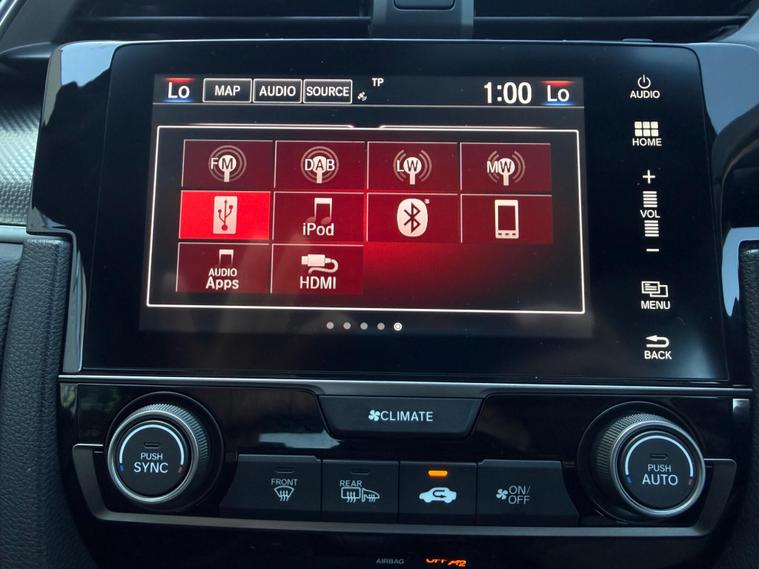 Lo MAP AUDIO SOURCE TP 1:00 Lo
AUDIO
HOME
FM DAB LW MW
+
VOL
−
iPod
AUDIO
Apps
HDMI
MENU
BACK
CLIMATE
PUSH
SYNC
FRONT
REAR
ON/
OFF
PUSH
AUTO
AIRBAG
OFF